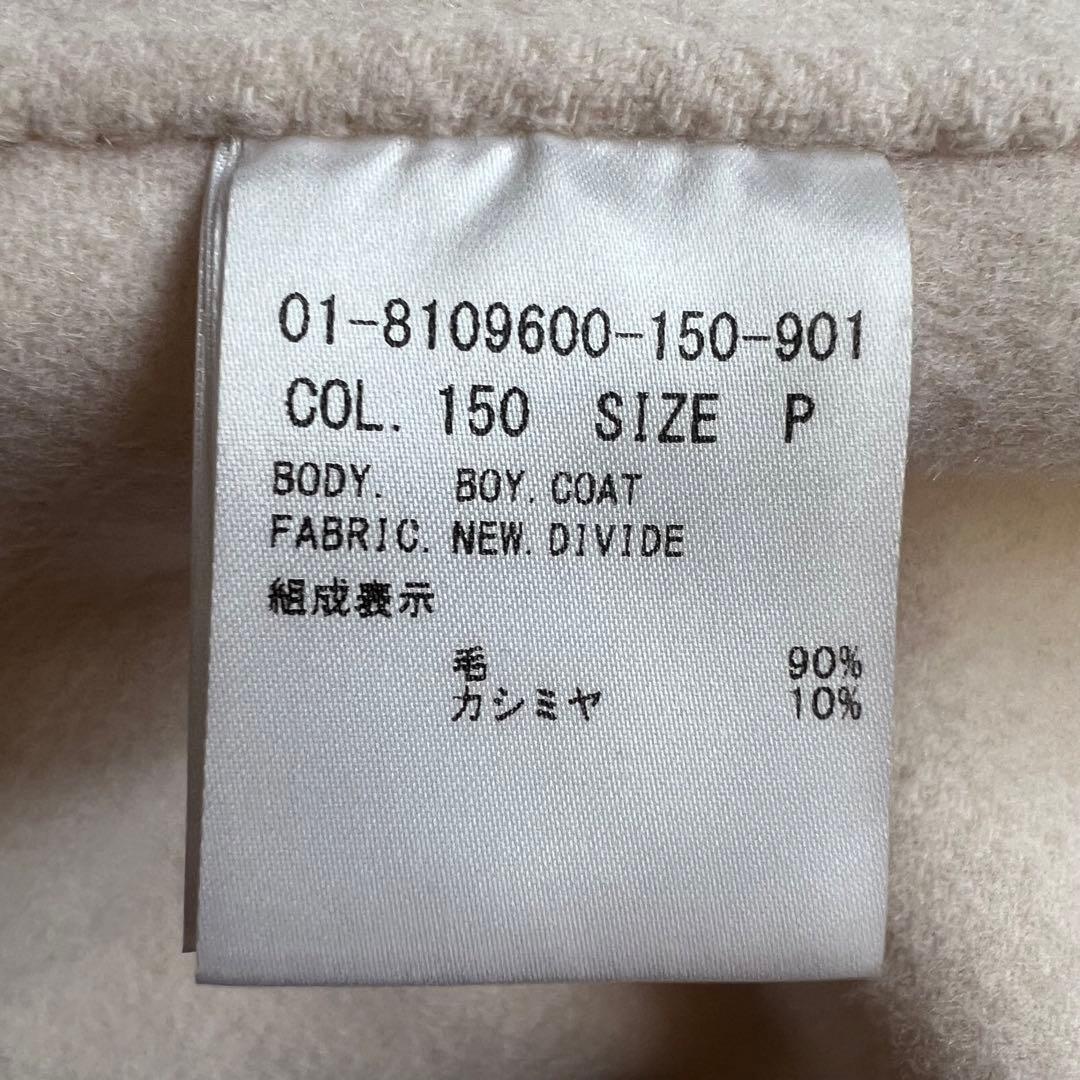 01-8109600-150-901
COL. 150 SIZE P
BODY. BOY. COAT
FABRIC. NEW. DIVIDE
組成表示
毛 90%
カシミヤ 10%